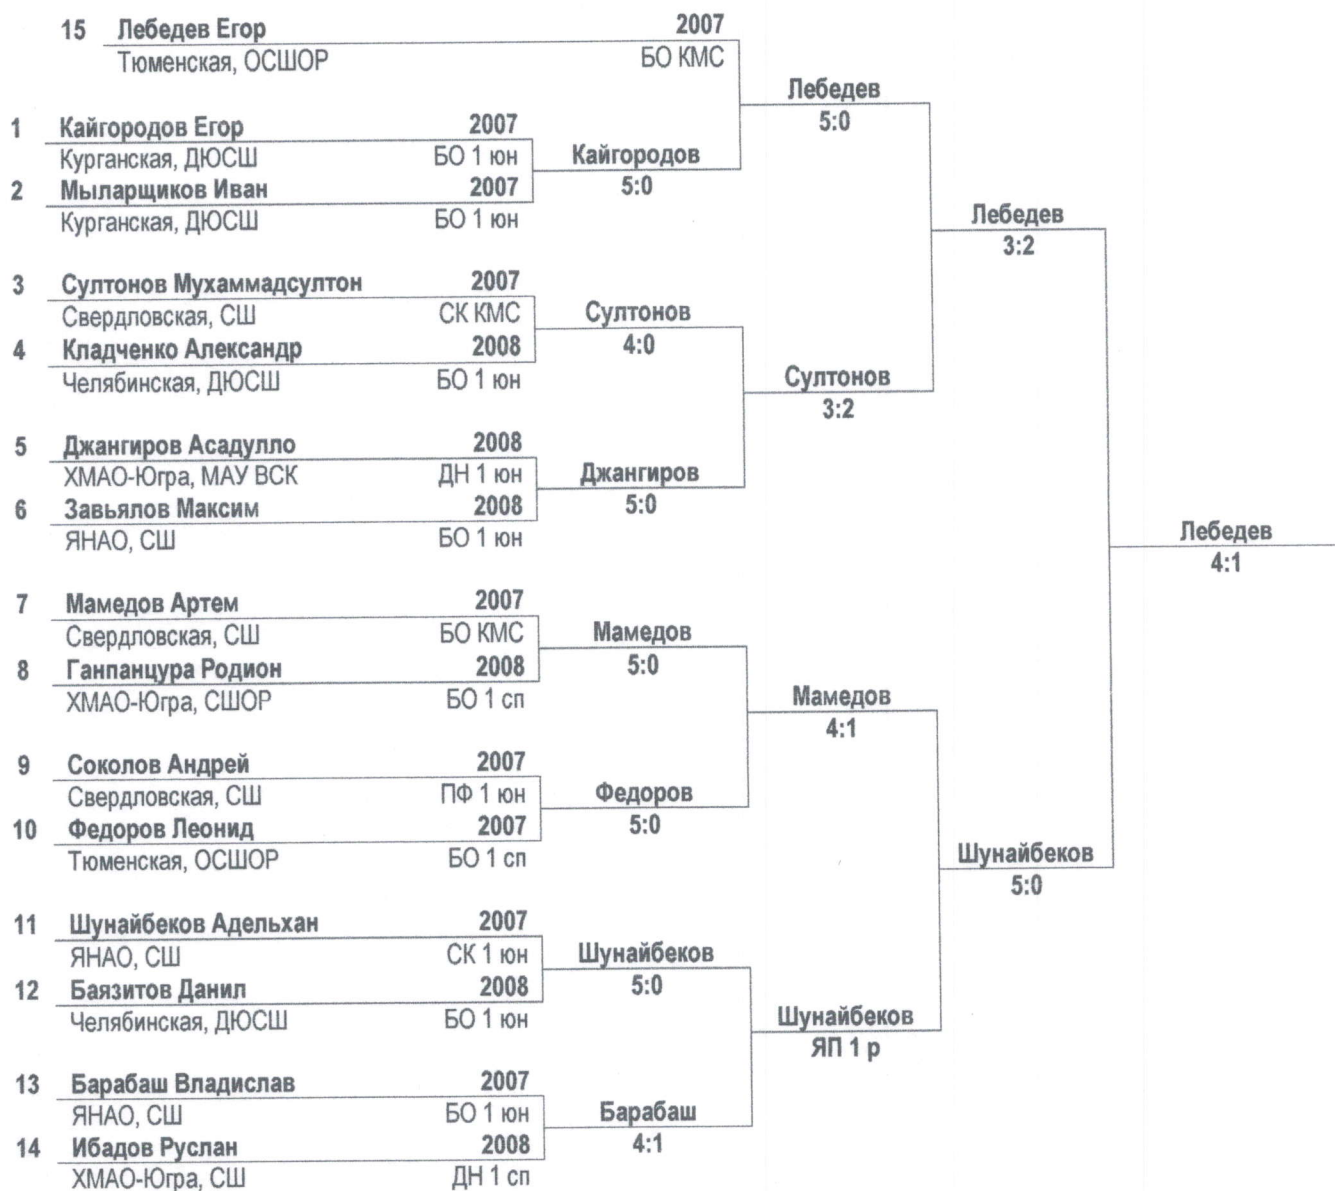 15 Лебедев Егор 2007
Тюменская, ОСШОР БО КМС
Лебедев
5:0
1 Кайгородов Егор 2007
Курганская, ДЮСШ БО 1 юн
Кайгородов
5:0
2 Мыларщиков Иван 2007
Курганская, ДЮСШ БО 1 юн
Лебедев
3:2
3 Султонов Мухаммадсултон 2007
Свердловская, СШ СК КМС
Султонов
4:0
4 Кладченко Александр 2008
Челябинская, ДЮСШ БО 1 юн
Султонов
3:2
5 Джангиров Асадулло 2008
ХМАО-Югра, МАУ ВСК ДН 1 юн
Джангиров
5:0
6 Завьялов Максим 2008
ЯНАО, СШ БО 1 юн
Лебедев
4:1
7 Мамедов Артем 2007
Свердловская, СШ БО КМС
Мамедов
5:0
8 Ганпанцура Родион 2008
ХМАО-Югра, СШОР БО 1 сп
Мамедов
4:1
9 Соколов Андрей 2007
Свердловская, СШ ПФ 1 юн
Федоров
5:0
10 Федоров Леонид 2007
Тюменская, ОСШОР БО 1 сп
Шунайбеков
5:0
11 Шунайбеков Адельхан 2007
ЯНАО, СШ СК 1 юн
Шунайбеков
5:0
12 Баязитов Данил 2008
Челябинская, ДЮСШ БО 1 юн
Шунайбеков
ЯП 1 р
13 Барабаш Владислав 2007
ЯНАО, СШ БО 1 юн
Барабаш
4:1
14 Ибадов Руслан 2008
ХМАО-Югра, СШ ДН 1 сп